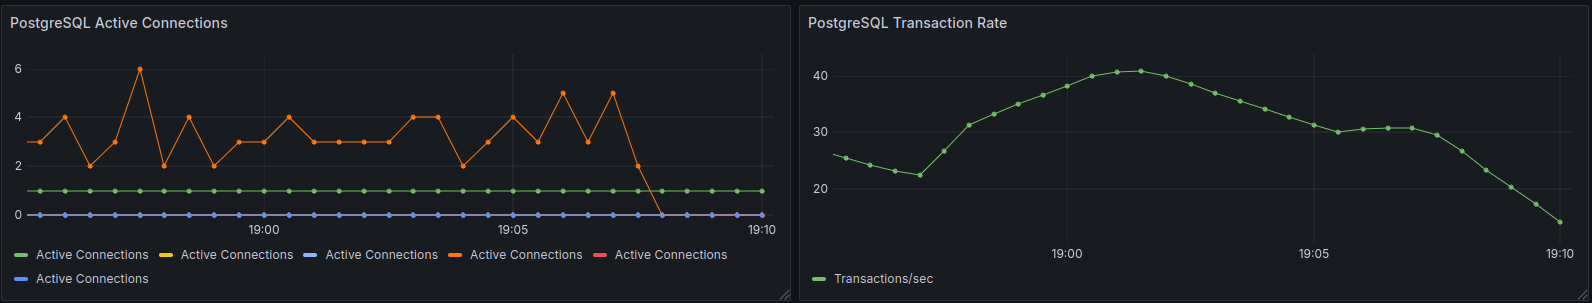 PostgreSQL Active Connections
6
4
2
0
19:00 19:05 19:10
Active Connections Active Connections Active Connections Active Connections Active Connections
Active Connections
PostgreSQL Transaction Rate
40
30
20
19:00 19:05 19:10
Transactions/sec